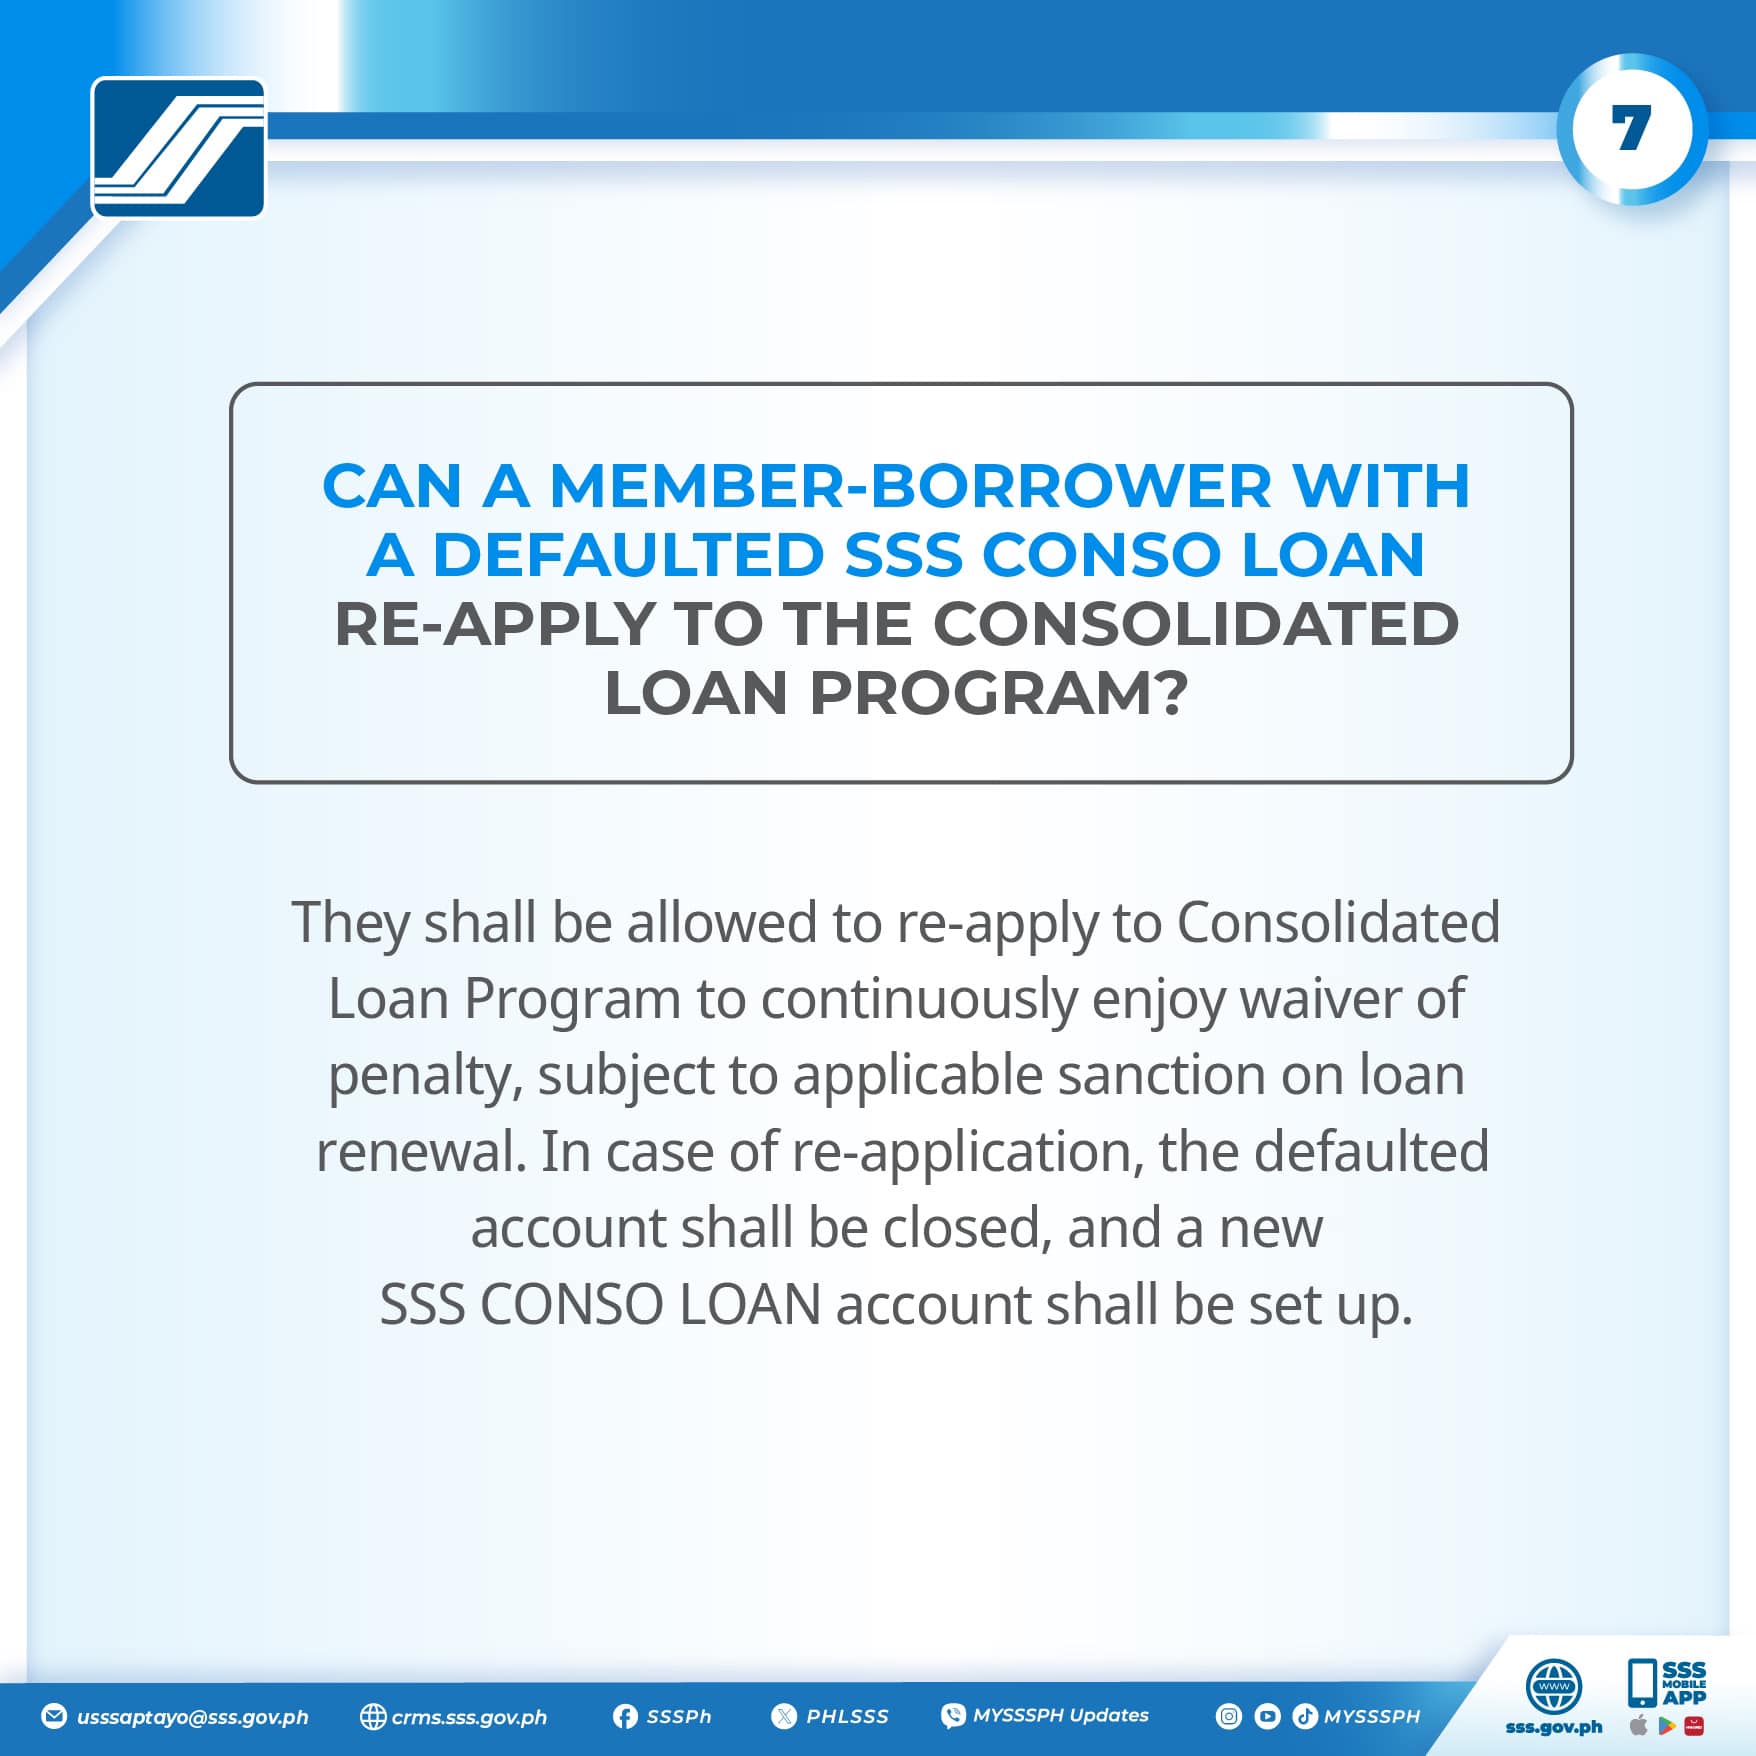 7
CAN A MEMBER-BORROWER WITH
A DEFAULTED SSS CONSO LOAN
RE-APPLY TO THE CONSOLIDATED
LOAN PROGRAM?
They shall be allowed to re-apply to Consolidated
Loan Program to continuously enjoy waiver of
penalty, subject to applicable sanction on loan
renewal. In case of re-application, the defaulted
account shall be closed, and a new
SSS CONSO LOAN account shall be set up.
usssaptayo@sss.gov.ph
crms.sss.gov.ph
SSSPh
PHLSSS
MYSSSPH Updates
MYSSSPH
www
sss.gov.ph
SSS
MOBILE
APP